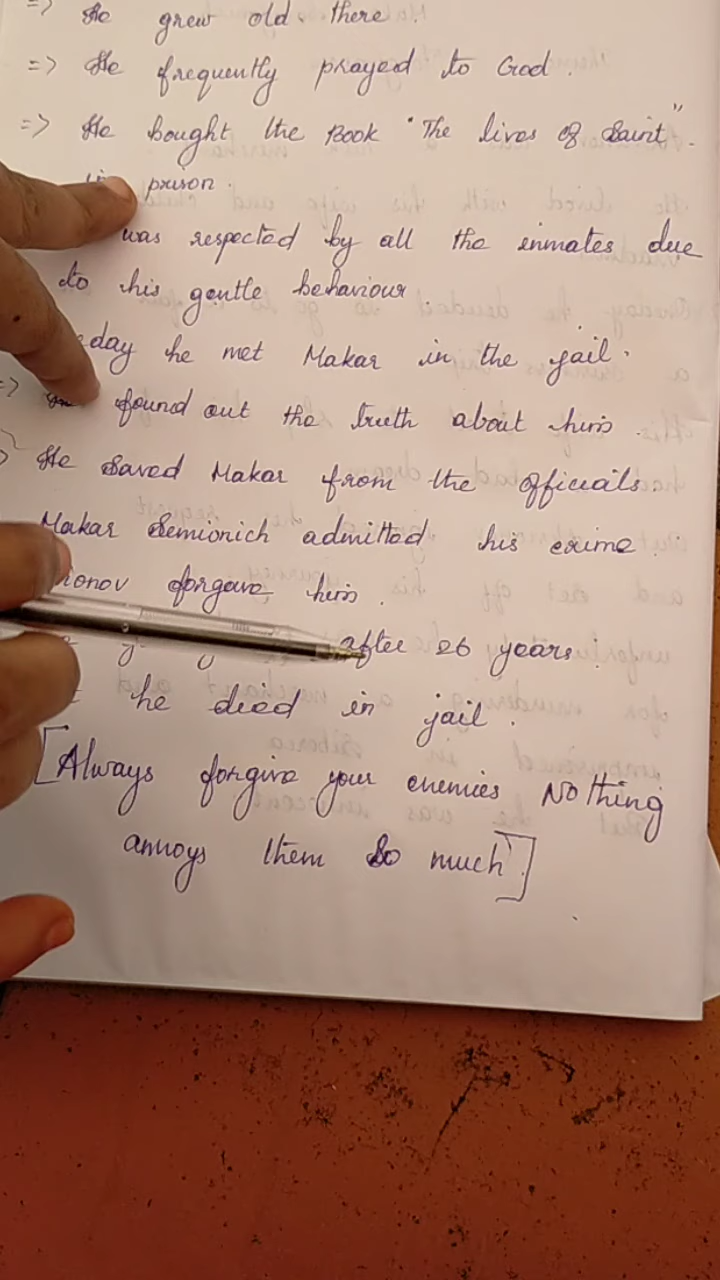 => He grew old there.
=> He frequently prayed to God.
=> He bought the Book "The lives of Saint"
prison.
was respected by all the inmates due
to his gentle behaviour.
day he met Makar in the jail.
=> found out the truth about him.
He Saved Makar from the officials.
Makar Semionich admitted his crime.
ionov forgave him.
after 26 years.
he died in jail.
[Always forgive your enemies Nothing
annoys them So much]